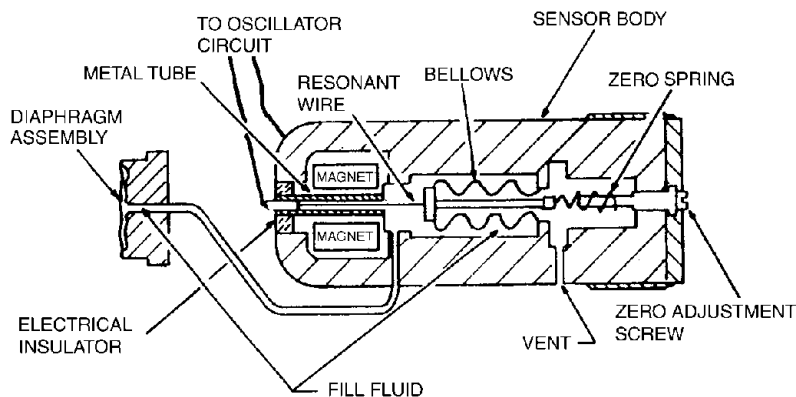 TO OSCILLATOR
CIRCUIT
SENSOR BODY
METAL TUBE
RESONANT
WIRE
BELLOWS
ZERO SPRING
DIAPHRAGM
ASSEMBLY
MAGNET
MAGNET
ELECTRICAL
INSULATOR
FILL FLUID
VENT
ZERO ADJUSTMENT
SCREW